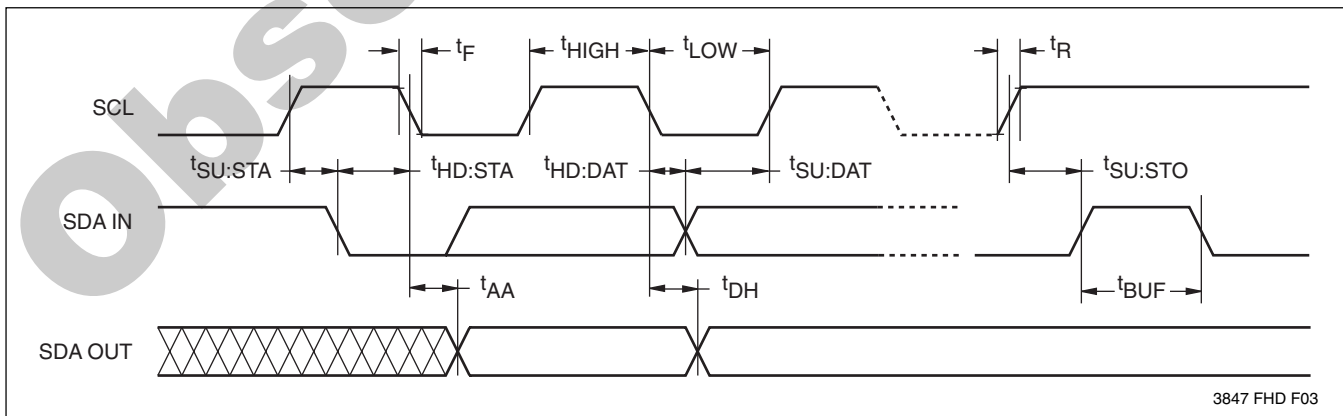 tF tHIGH tLOW tR
SCL
tSU:STA tHD:STA tHD:DAT tSU:DAT tSU:STO
SDA IN
tAA tDH tBUF
SDA OUT
3847 FHD F03
Obs